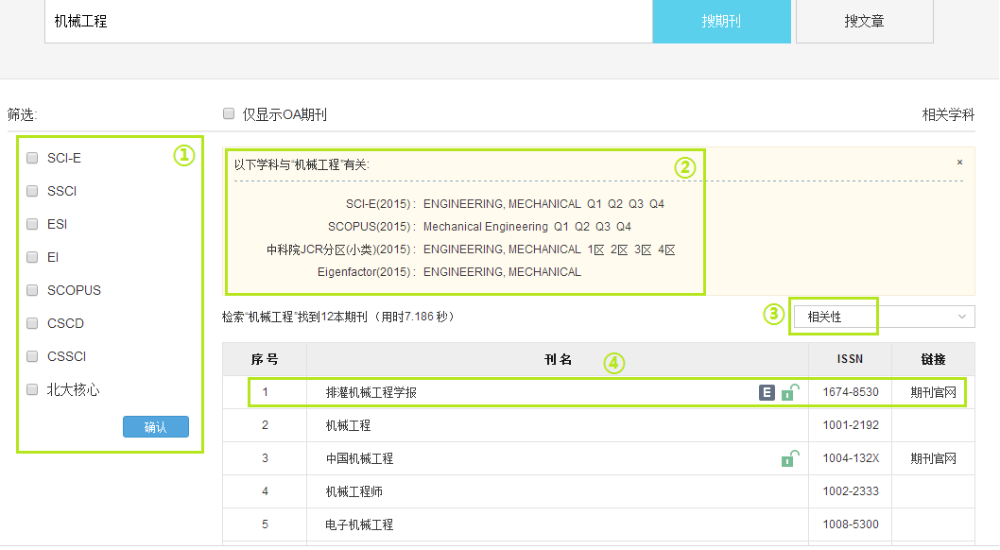 机械工程 搜期刊 搜文章
筛选: 仅显示OA期刊 相关学科
①
SCI-E
SSCI
ESI
EI
SCOPUS
CSCD
CSSCI
北大核心
确认
以下学科与“机械工程”有关: ② ×
SCI-E(2015) : ENGINEERING, MECHANICAL Q1 Q2 Q3 Q4
SCOPUS(2015) : Mechanical Engineering Q1 Q2 Q3 Q4
中科院JCR分区(小类)(2015) : ENGINEERING, MECHANICAL 1区 2区 3区 4区
Eigenfactor(2015) : ENGINEERING, MECHANICAL
检索“机械工程”找到12本期刊 （用时7.186 秒） ③ 相关性
序号 刊名 ④ ISSN 链接
1 排灌机械工程学报 E 1674-8530 期刊官网
2 机械工程 1001-2192
3 中国机械工程 1004-132X 期刊官网
4 机械工程师 1002-2333
5 电子机械工程 1008-5300